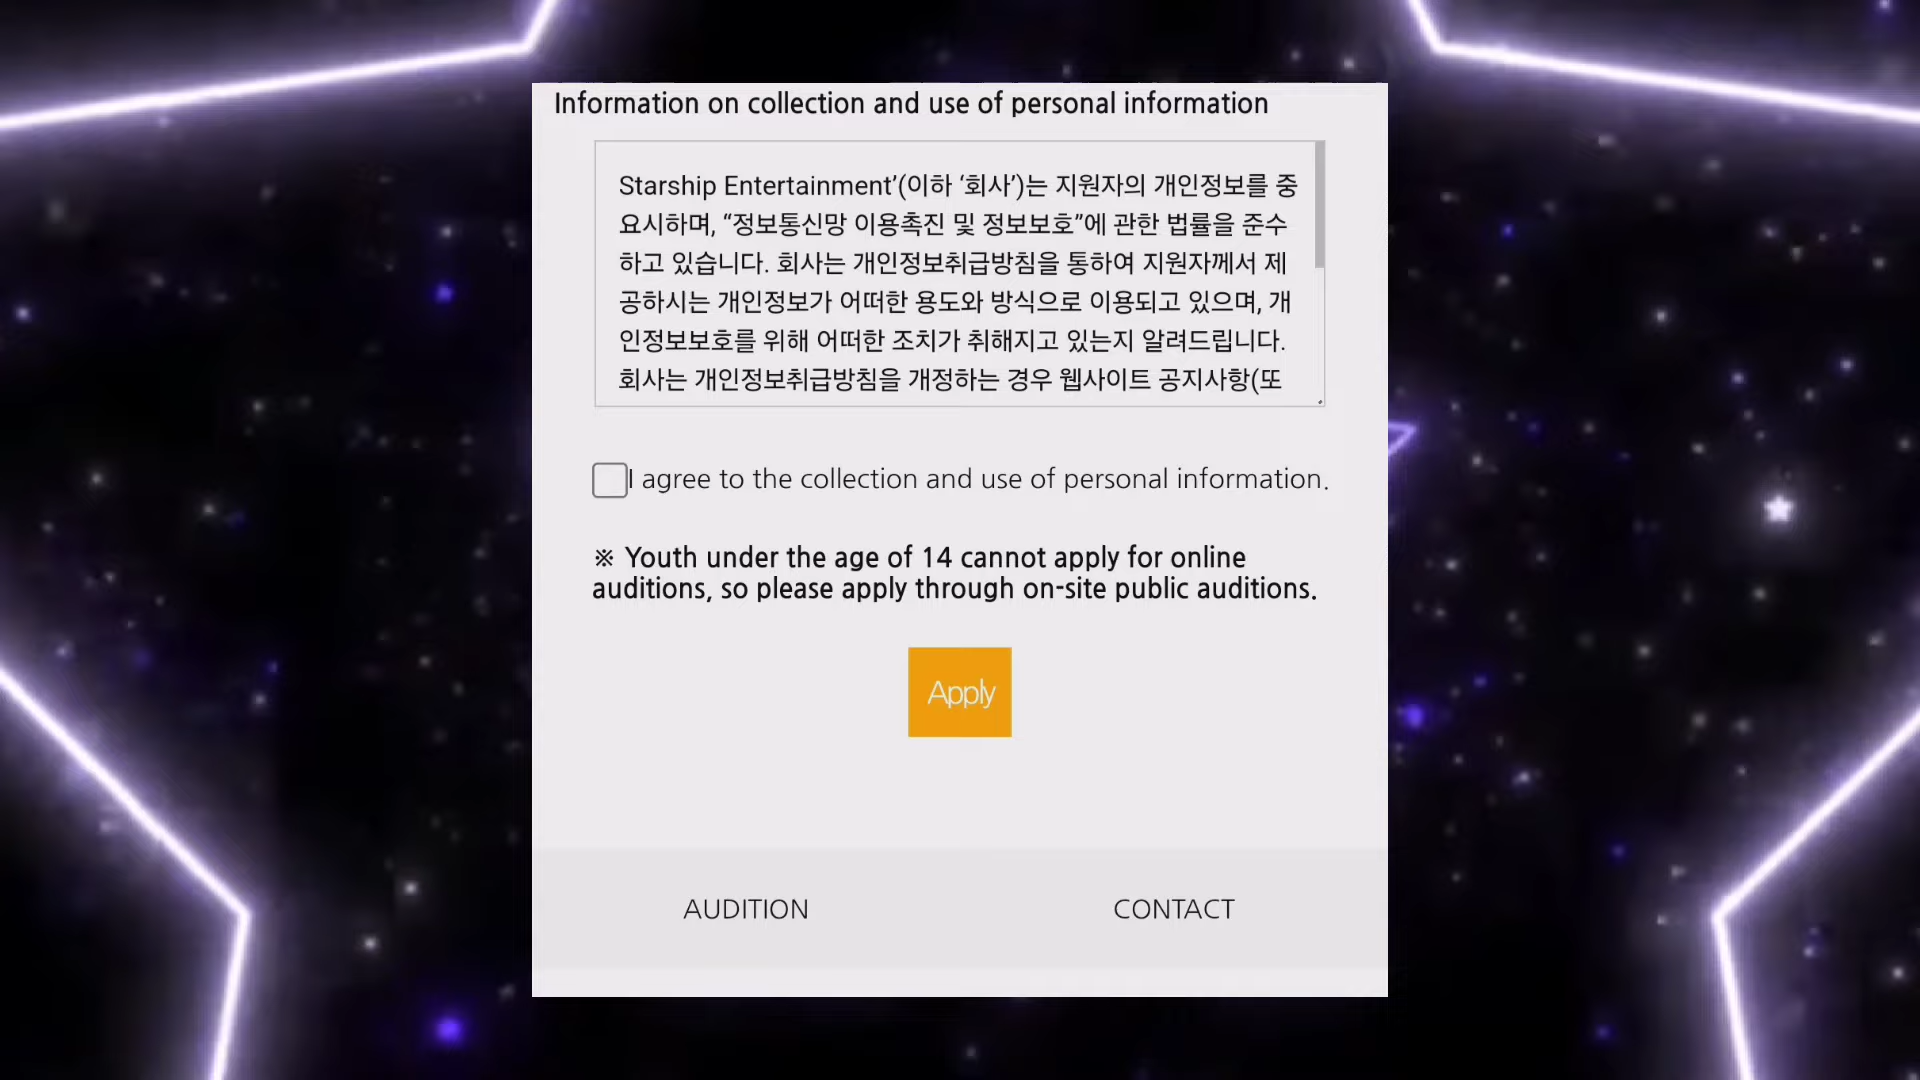 Information on collection and use of personal information
Starship Entertainment’(이하 ‘회사’)는 지원자의 개인정보를 중
요시하며, “정보통신망 이용촉진 및 정보보호”에 관한 법률을 준수
하고 있습니다. 회사는 개인정보취급방침을 통하여 지원자께서 제
공하시는 개인정보가 어떠한 용도와 방식으로 이용되고 있으며, 개
인정보보호를 위해 어떠한 조치가 취해지고 있는지 알려드립니다.
회사는 개인정보취급방침을 개정하는 경우 웹사이트 공지사항(또
I agree to the collection and use of personal information.
※ Youth under the age of 14 cannot apply for online
auditions, so please apply through on-site public auditions.
Apply
AUDITION CONTACT